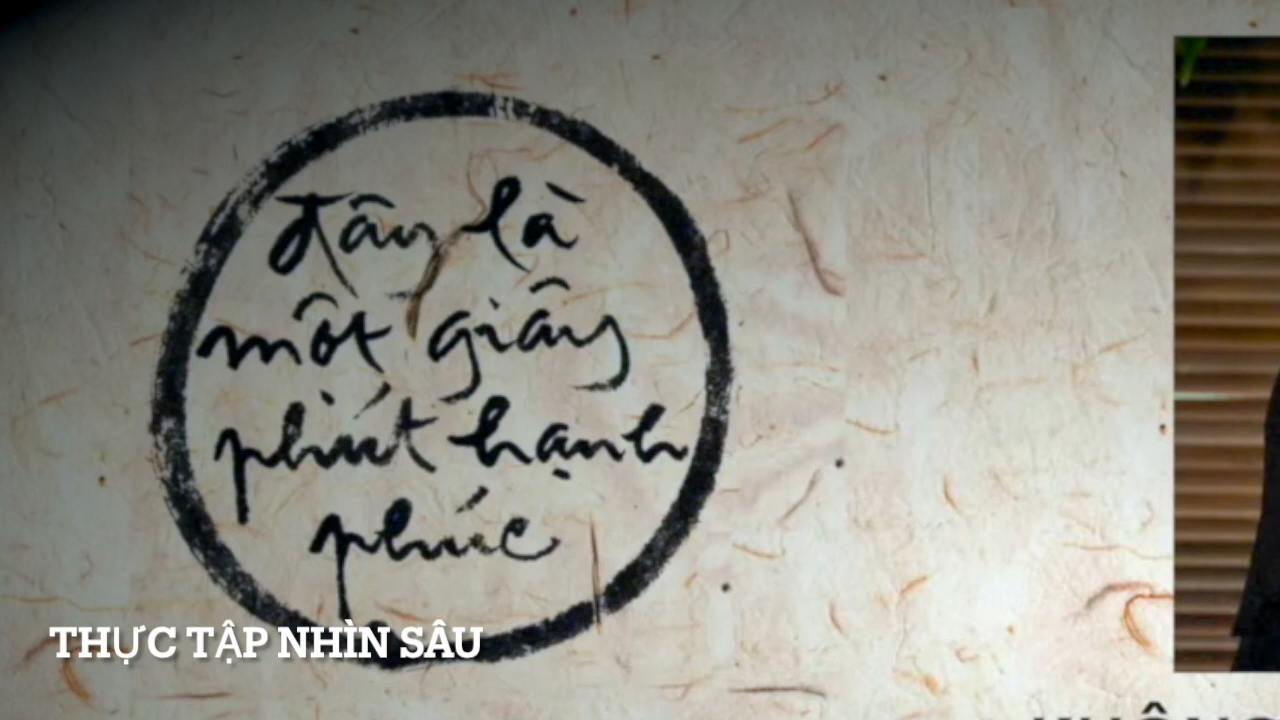 đây là
một giây
phút hạnh
phúc
THỰC TẬP NHÌN SÂU